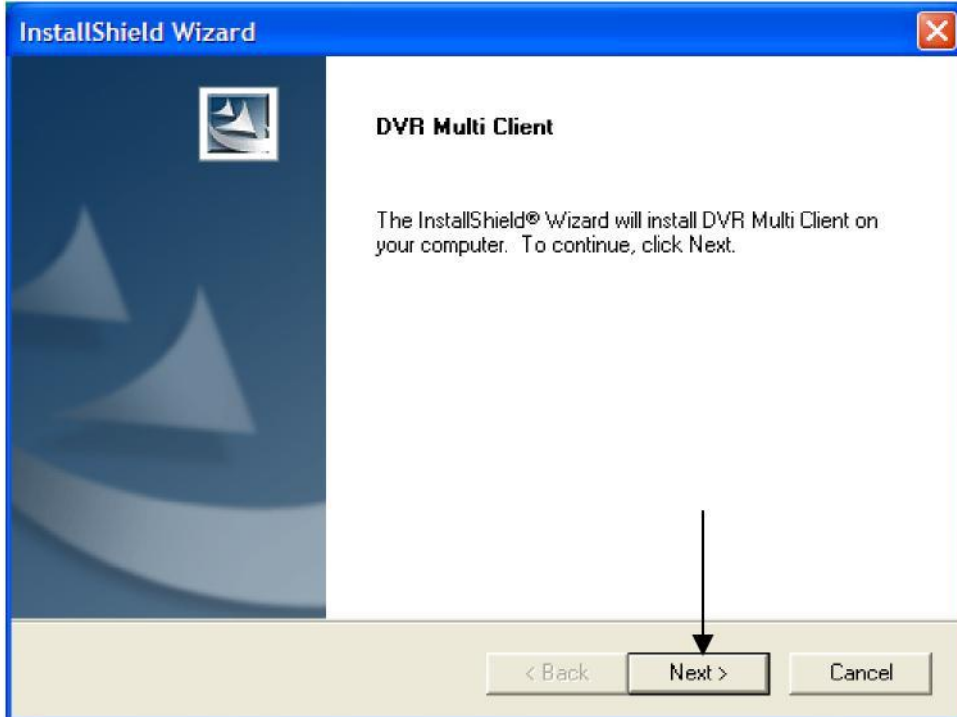 InstallShield Wizard
DVR Multi Client
The InstallShield® Wizard will install DVR Multi Client on
your computer. To continue, click Next.
< Back
Next >
Cancel